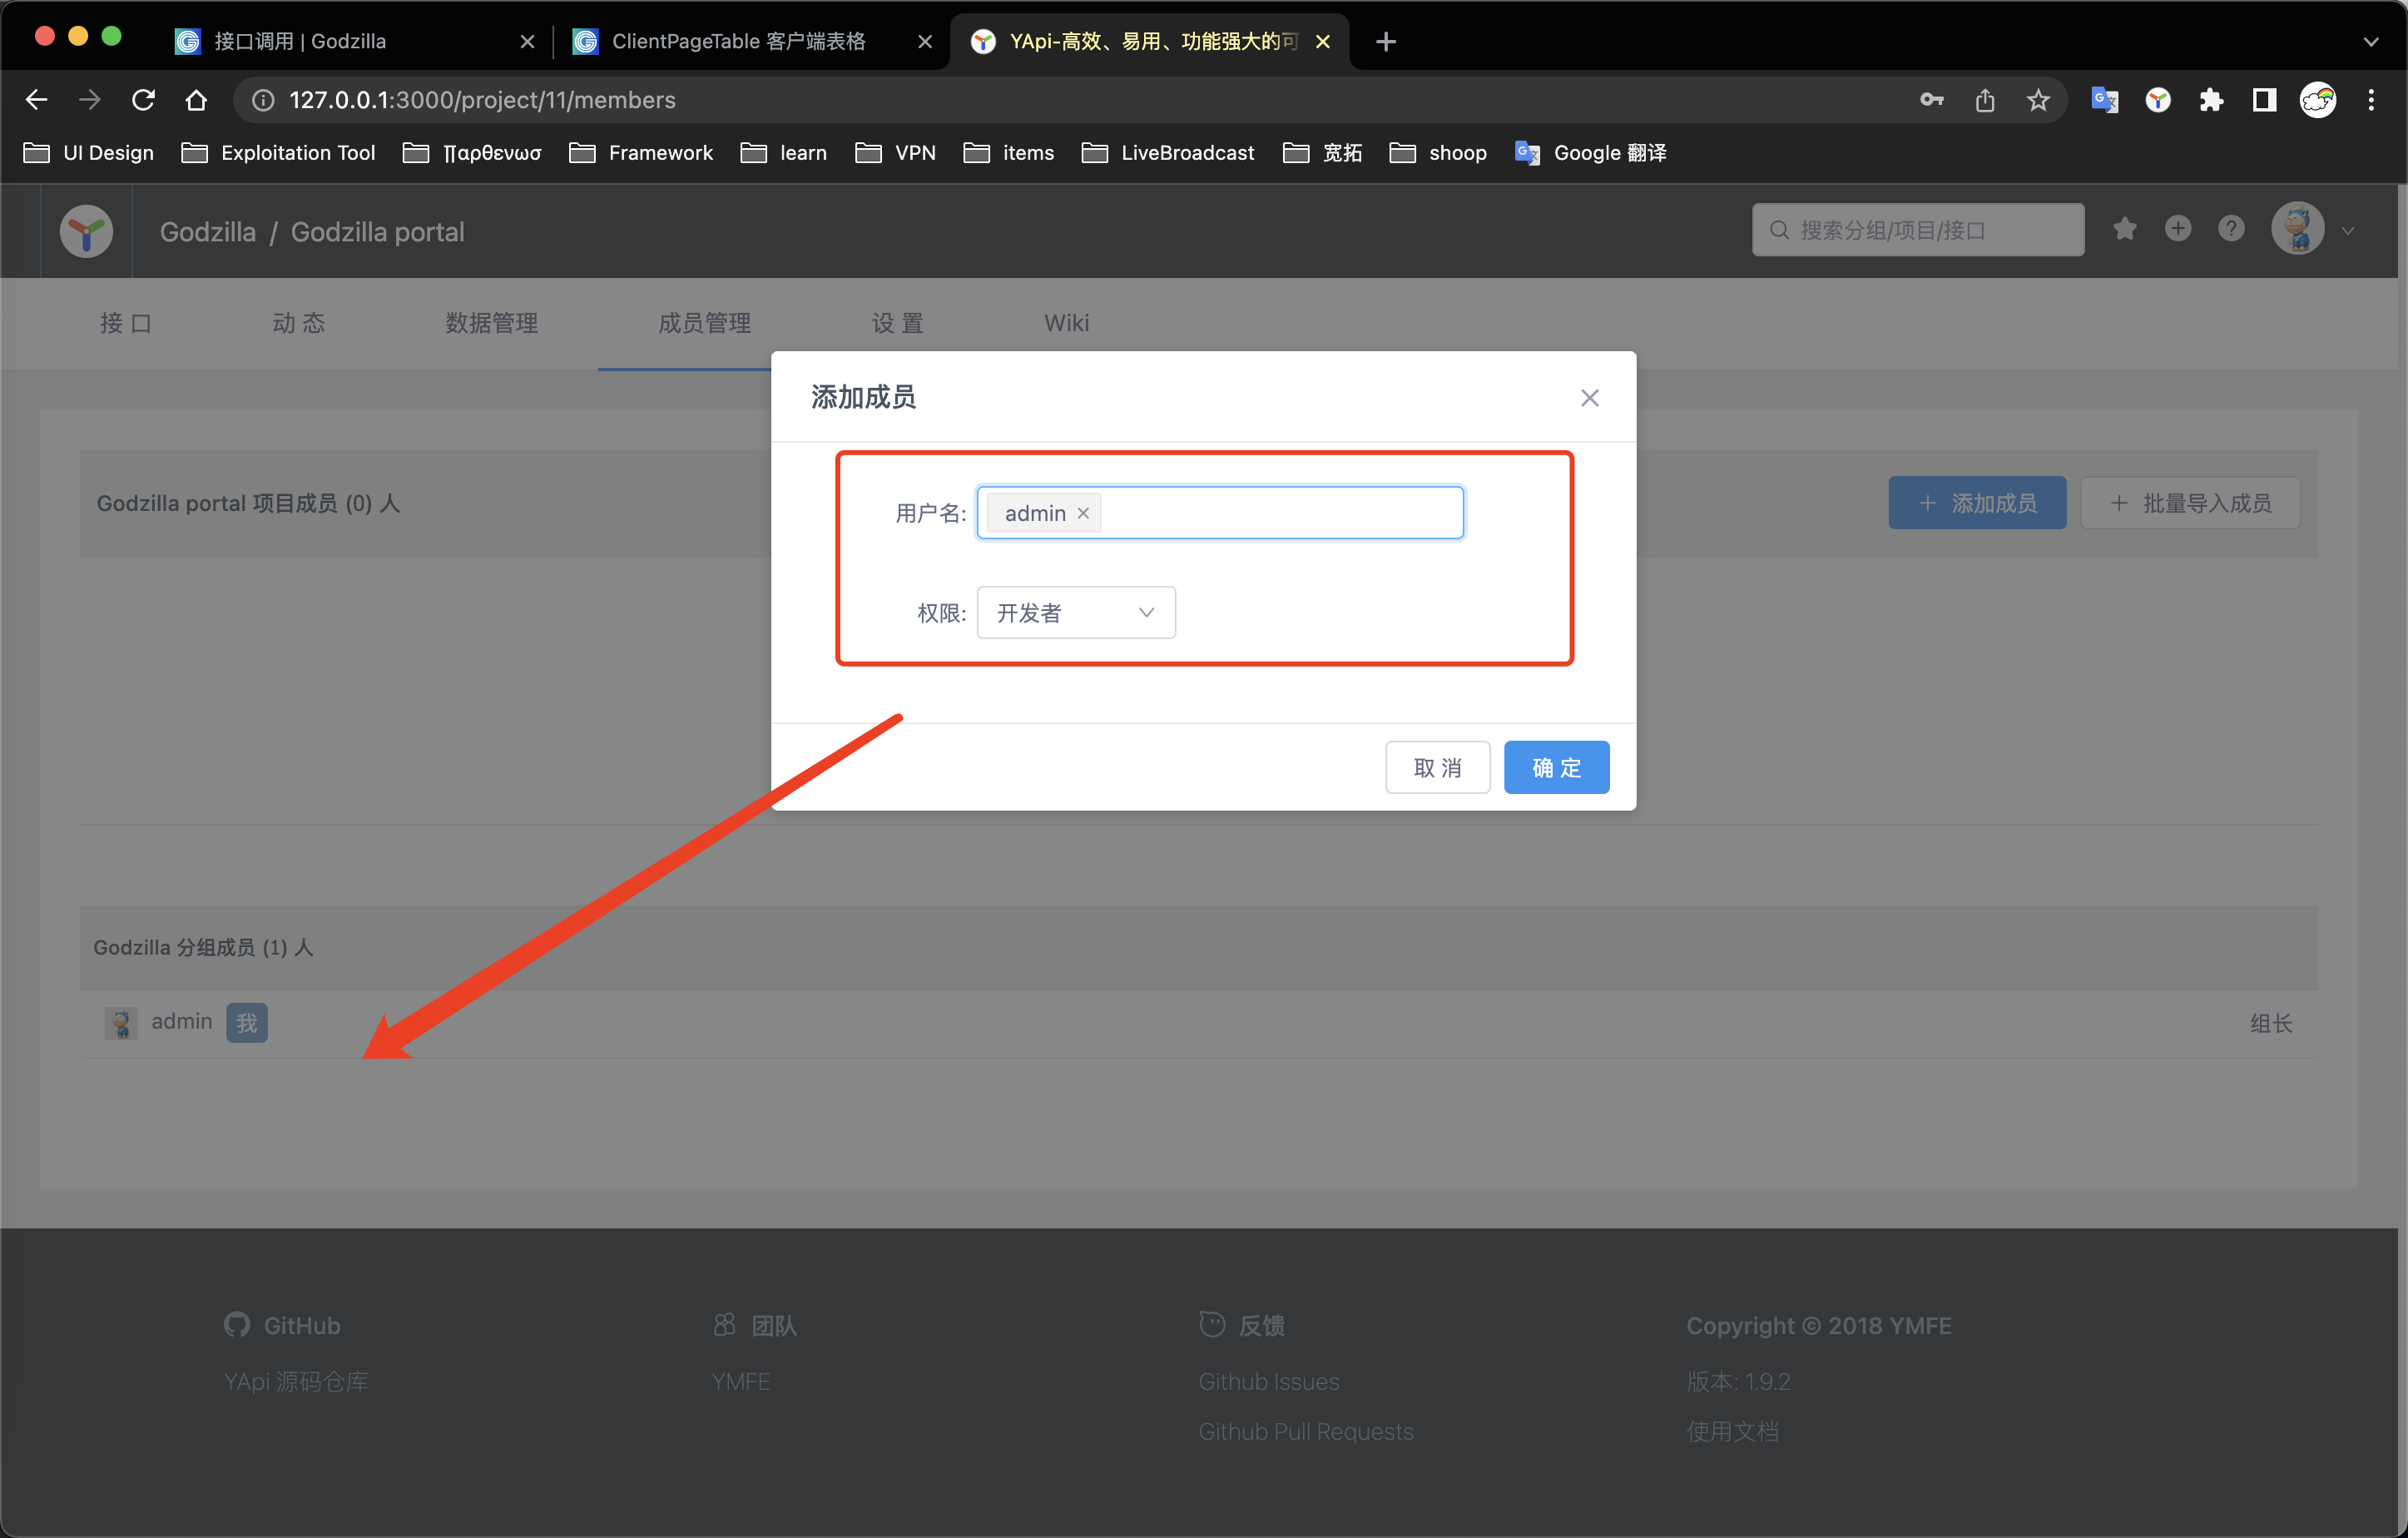 接口调用 | Godzilla
ClientPageTable 客户端表格
YApi-高效、易用、功能强大的可
127.0.0.1:3000/project/11/members
UI Design
Exploitation Tool
∏αρθενωσ
Framework
learn
VPN
items
LiveBroadcast
宽拓
shoop
Google 翻译
Godzilla / Godzilla portal
搜索分组/项目/接口
接 口
动 态
数据管理
成员管理
设 置
Wiki
添加成员
用户名:
admin
权限:
开发者
取 消
确 定
Godzilla portal 项目成员 (0) 人
添加成员
批量导入成员
Godzilla 分组成员 (1) 人
admin
我
组长
GitHub
YApi 源码仓库
团队
YMFE
反馈
Github Issues
Github Pull Requests
Copyright © 2018 YMFE
版本: 1.9.2
使用文档